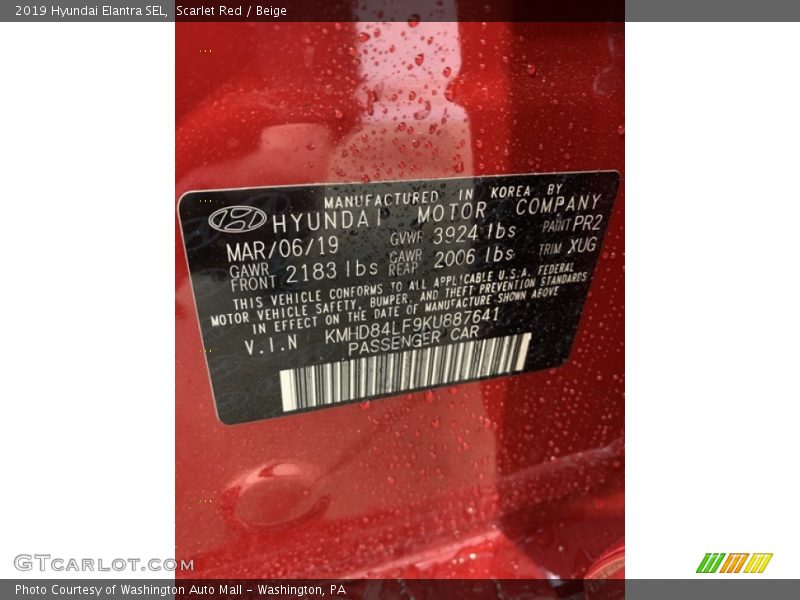 2019 Hyundai Elantra SEL, Scarlet Red / Beige
MANUFACTURED IN KOREA BY
HYUNDAI MOTOR COMPANY
MAR/06/19 GVWR 3924 lbs PAINT PR2
GAWR FRONT 2183 lbs GAWR REAR 2006 lbs TRIM XUG
THIS VEHICLE CONFORMS TO ALL APPLICABLE U.S.A. FEDERAL
MOTOR VEHICLE SAFETY, BUMPER, AND THEFT PREVENTION STANDARDS
IN EFFECT ON THE DATE OF MANUFACTURE SHOWN ABOVE
V.I.N KMHD84LF9KU887641
PASSENGER CAR
GTCARLOT.COM
Photo Courtesy of Washington Auto Mall - Washington, PA